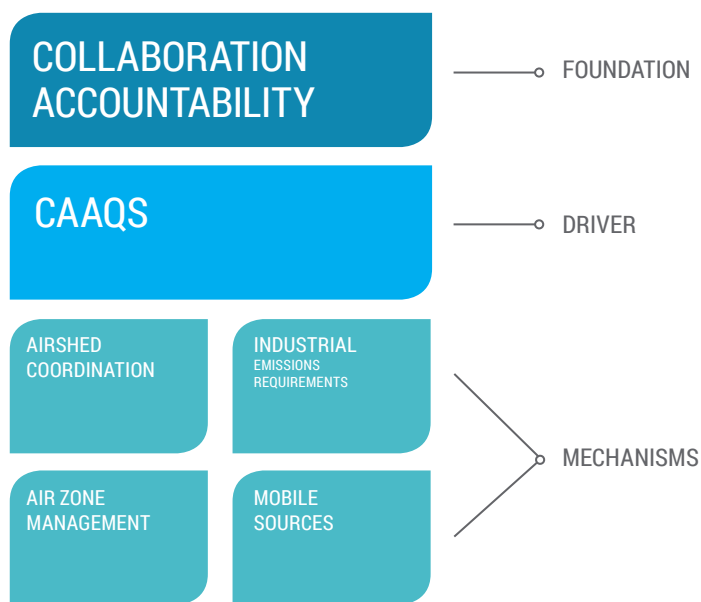 COLLABORATION
ACCOUNTABILITY
FOUNDATION
CAAQS
DRIVER
AIRSHED
COORDINATION
INDUSTRIAL
EMISSIONS
REQUIREMENTS
MECHANISMS
AIR ZONE
MANAGEMENT
MOBILE
SOURCES